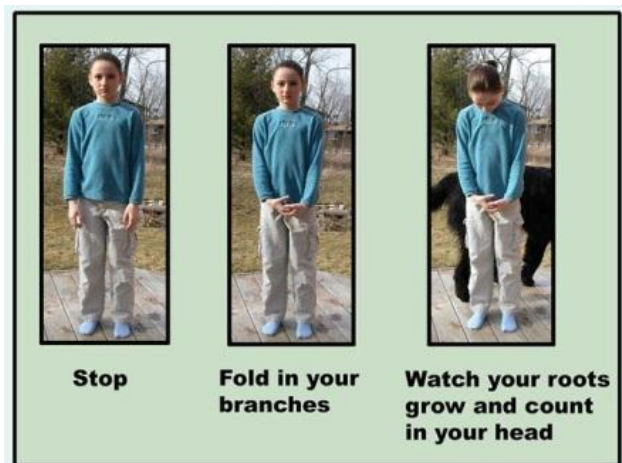 Stop
Fold in your
branches
Watch your roots
grow and count
in your head